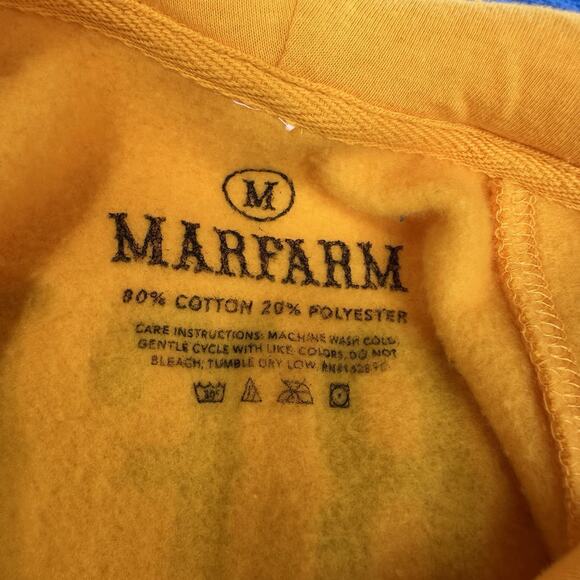 M
MARFARM
80% COTTON 20% POLYESTER
CARE INSTRUCTIONS: MACHINE WASH COLD,
GENTLE CYCLE WITH LIKE COLORS, DO NOT
BLEACH, TUMBLE DRY LOW,
30°